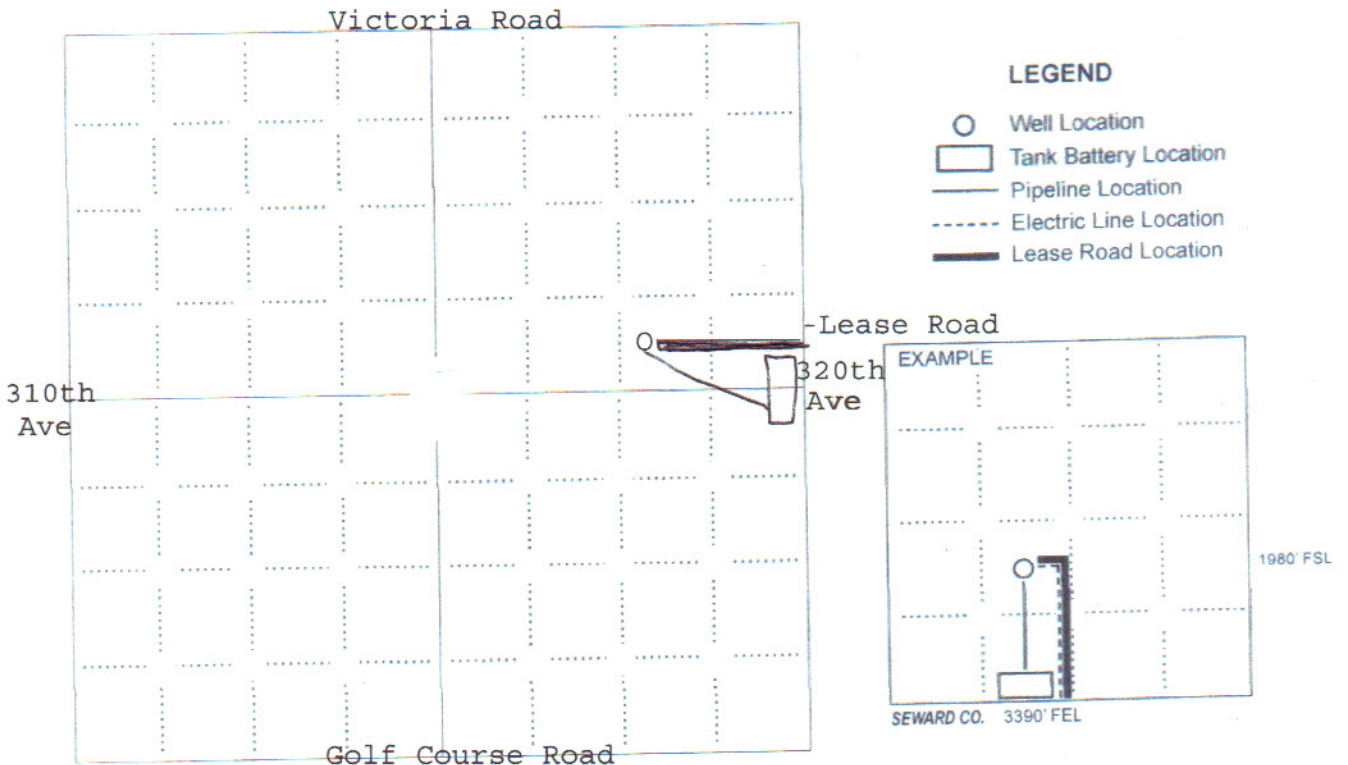 Victoria Road
LEGEND
Well Location
Tank Battery Location
Pipeline Location
Electric Line Location
Lease Road Location
-Lease Road
310th
Ave
320th
Ave
EXAMPLE
1980' FSL
SEWARD CO. 3390' FEL
Golf Course Road